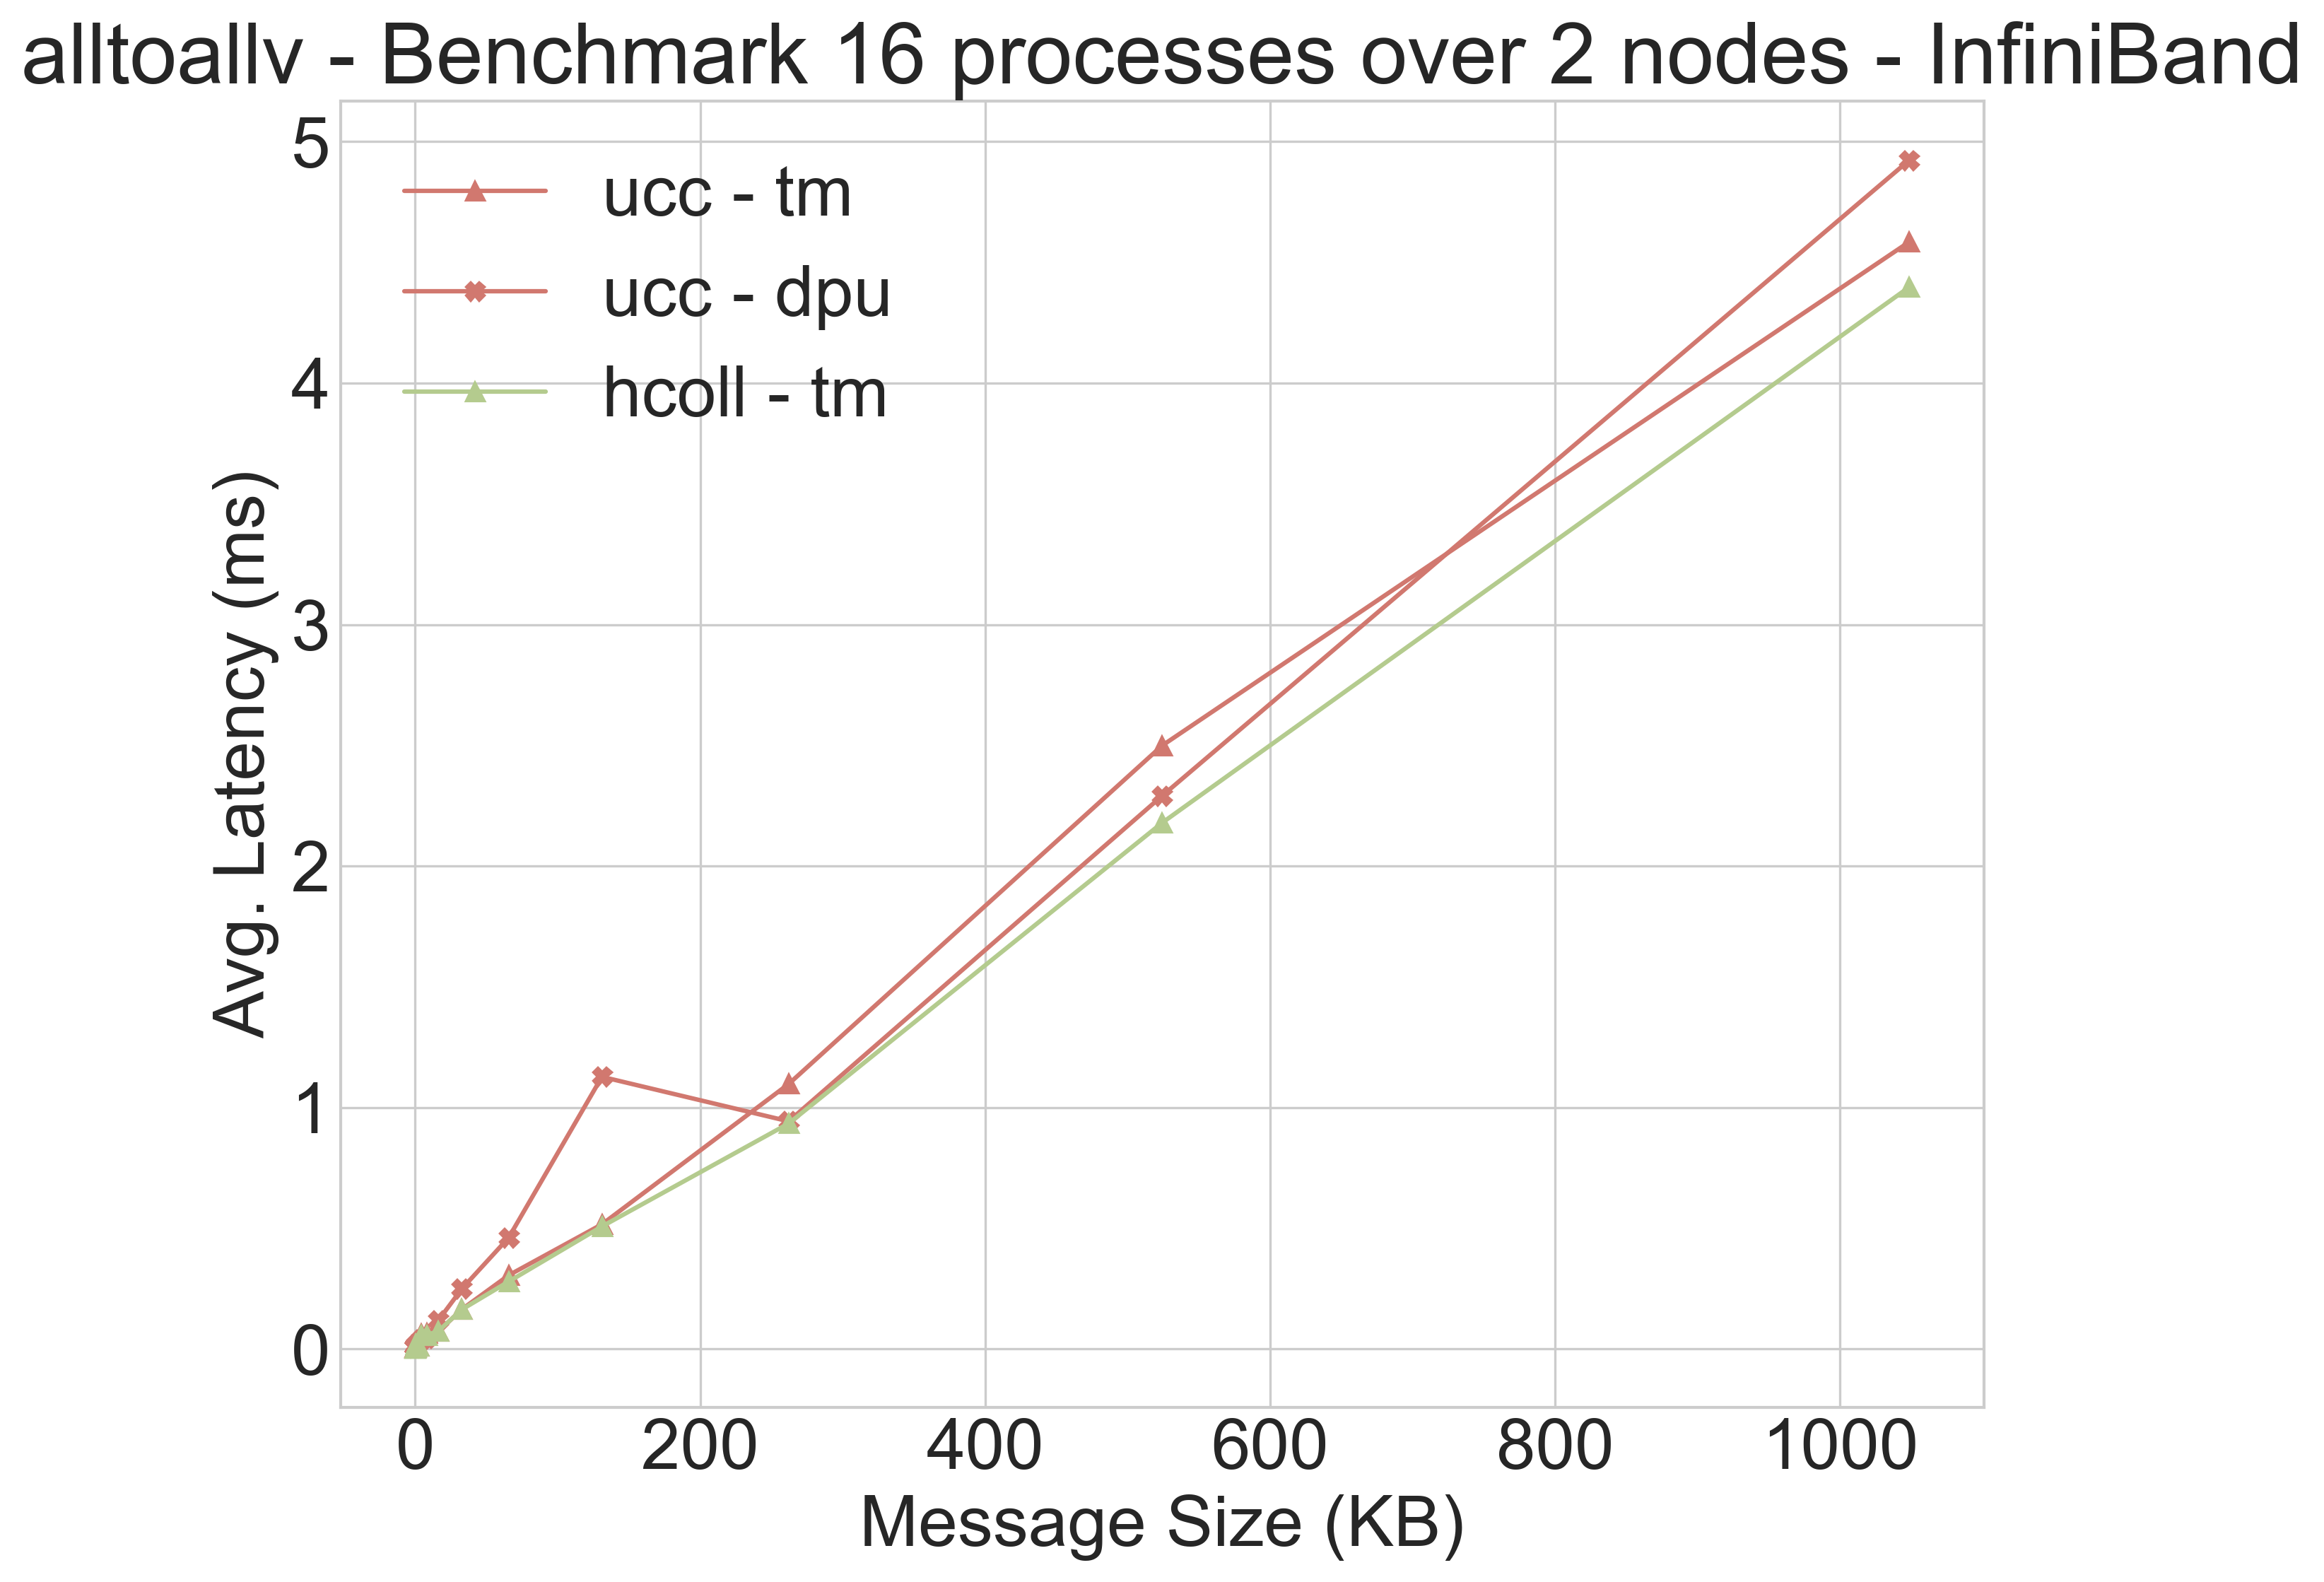 alltoallv - Benchmark 16 processes over 2 nodes - InfiniBand
5
4
3
2
1
0
Avg. Latency (ms)
ucc - tm
ucc - dpu
hcoll - tm
0 200 400 600 800 1000
Message Size (KB)